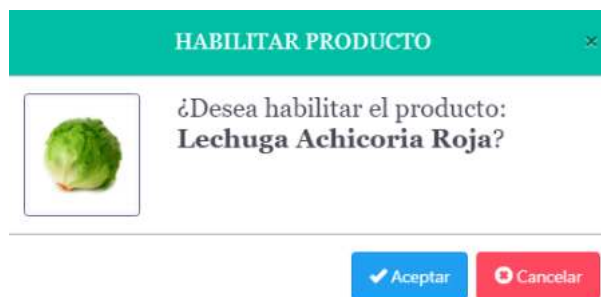 HABILITAR PRODUCTO
¿Desea habilitar el producto:
Lechuga Achicoria Roja?
Aceptar
Cancelar